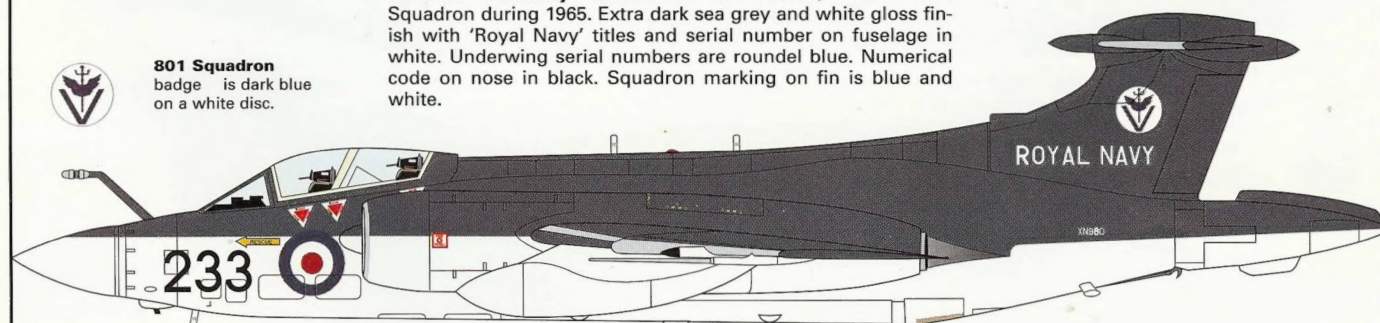 Squadron during 1965. Extra dark sea grey and white gloss fin-
ish with ‘Royal Navy’ titles and serial number on fuselage in
white. Underwing serial numbers are roundel blue. Numerical
code on nose in black. Squadron marking on fin is blue and
white.
801 Squadron
badge is dark blue
on a white disc.
ROYAL NAVY
XN980
RESCUE
233